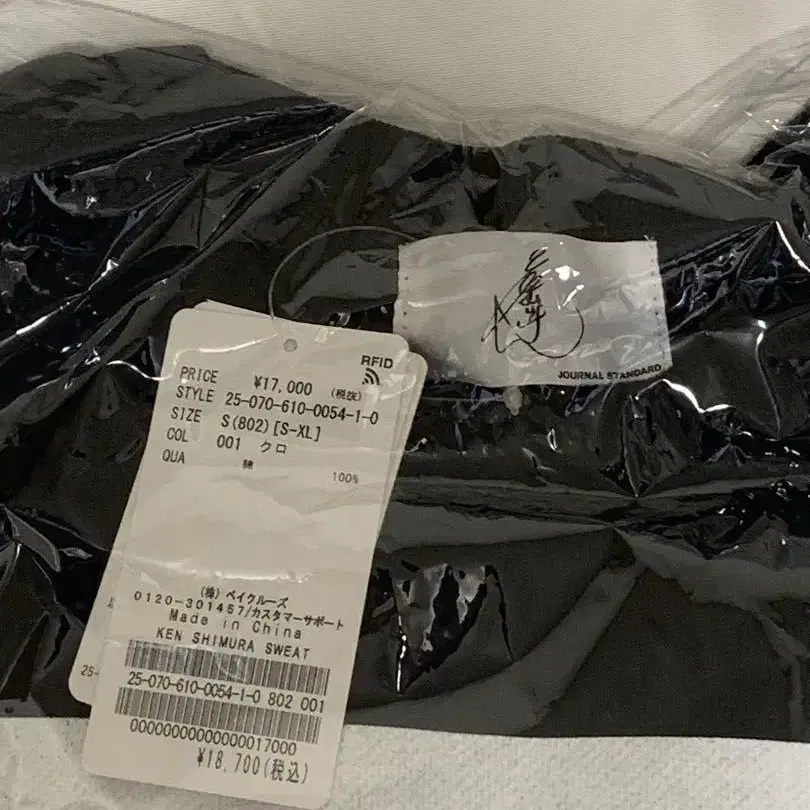 JOURNAL STANDARD
RFID
PRICE ¥17,000 (税抜)
STYLE 25-070-610-0054-1-0
SIZE S(802)[S-XL]
COL 001 クロ
QUA 綿 100%
(株)ベイクルーズ
0120-301457/カスタマーサポート
Made in China
KEN SHIMURA SWEAT
25-070-610-0054-1-0 802 001
¥18,700(税込)